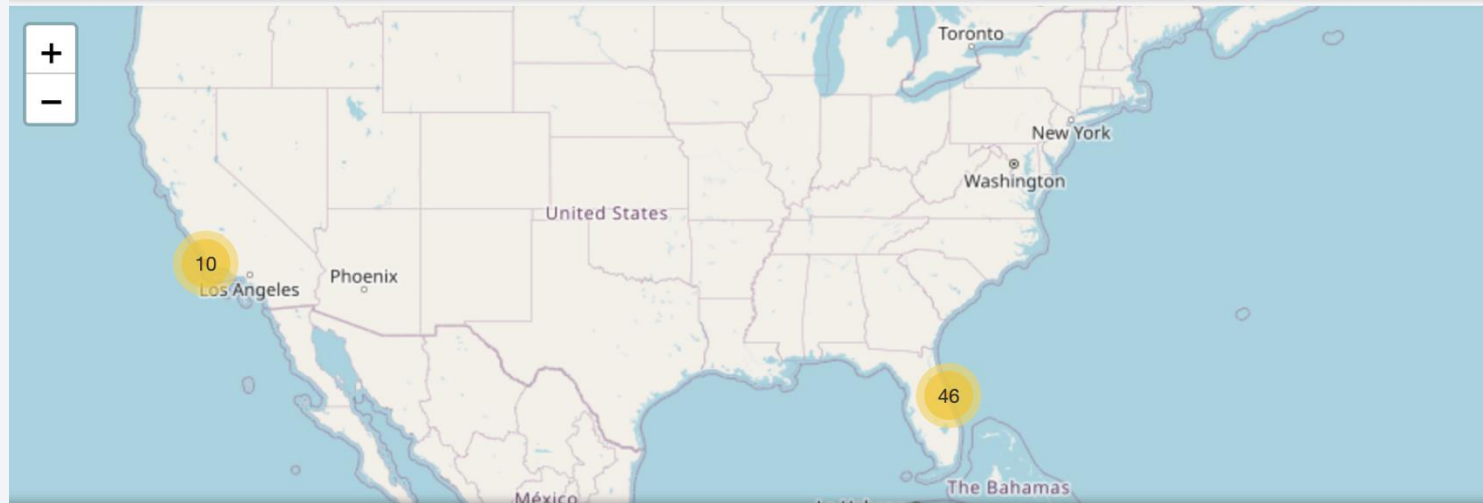 +
−
Toronto
New York
Washington
United States
10
Los Angeles
Phoenix
46
The Bahamas
México